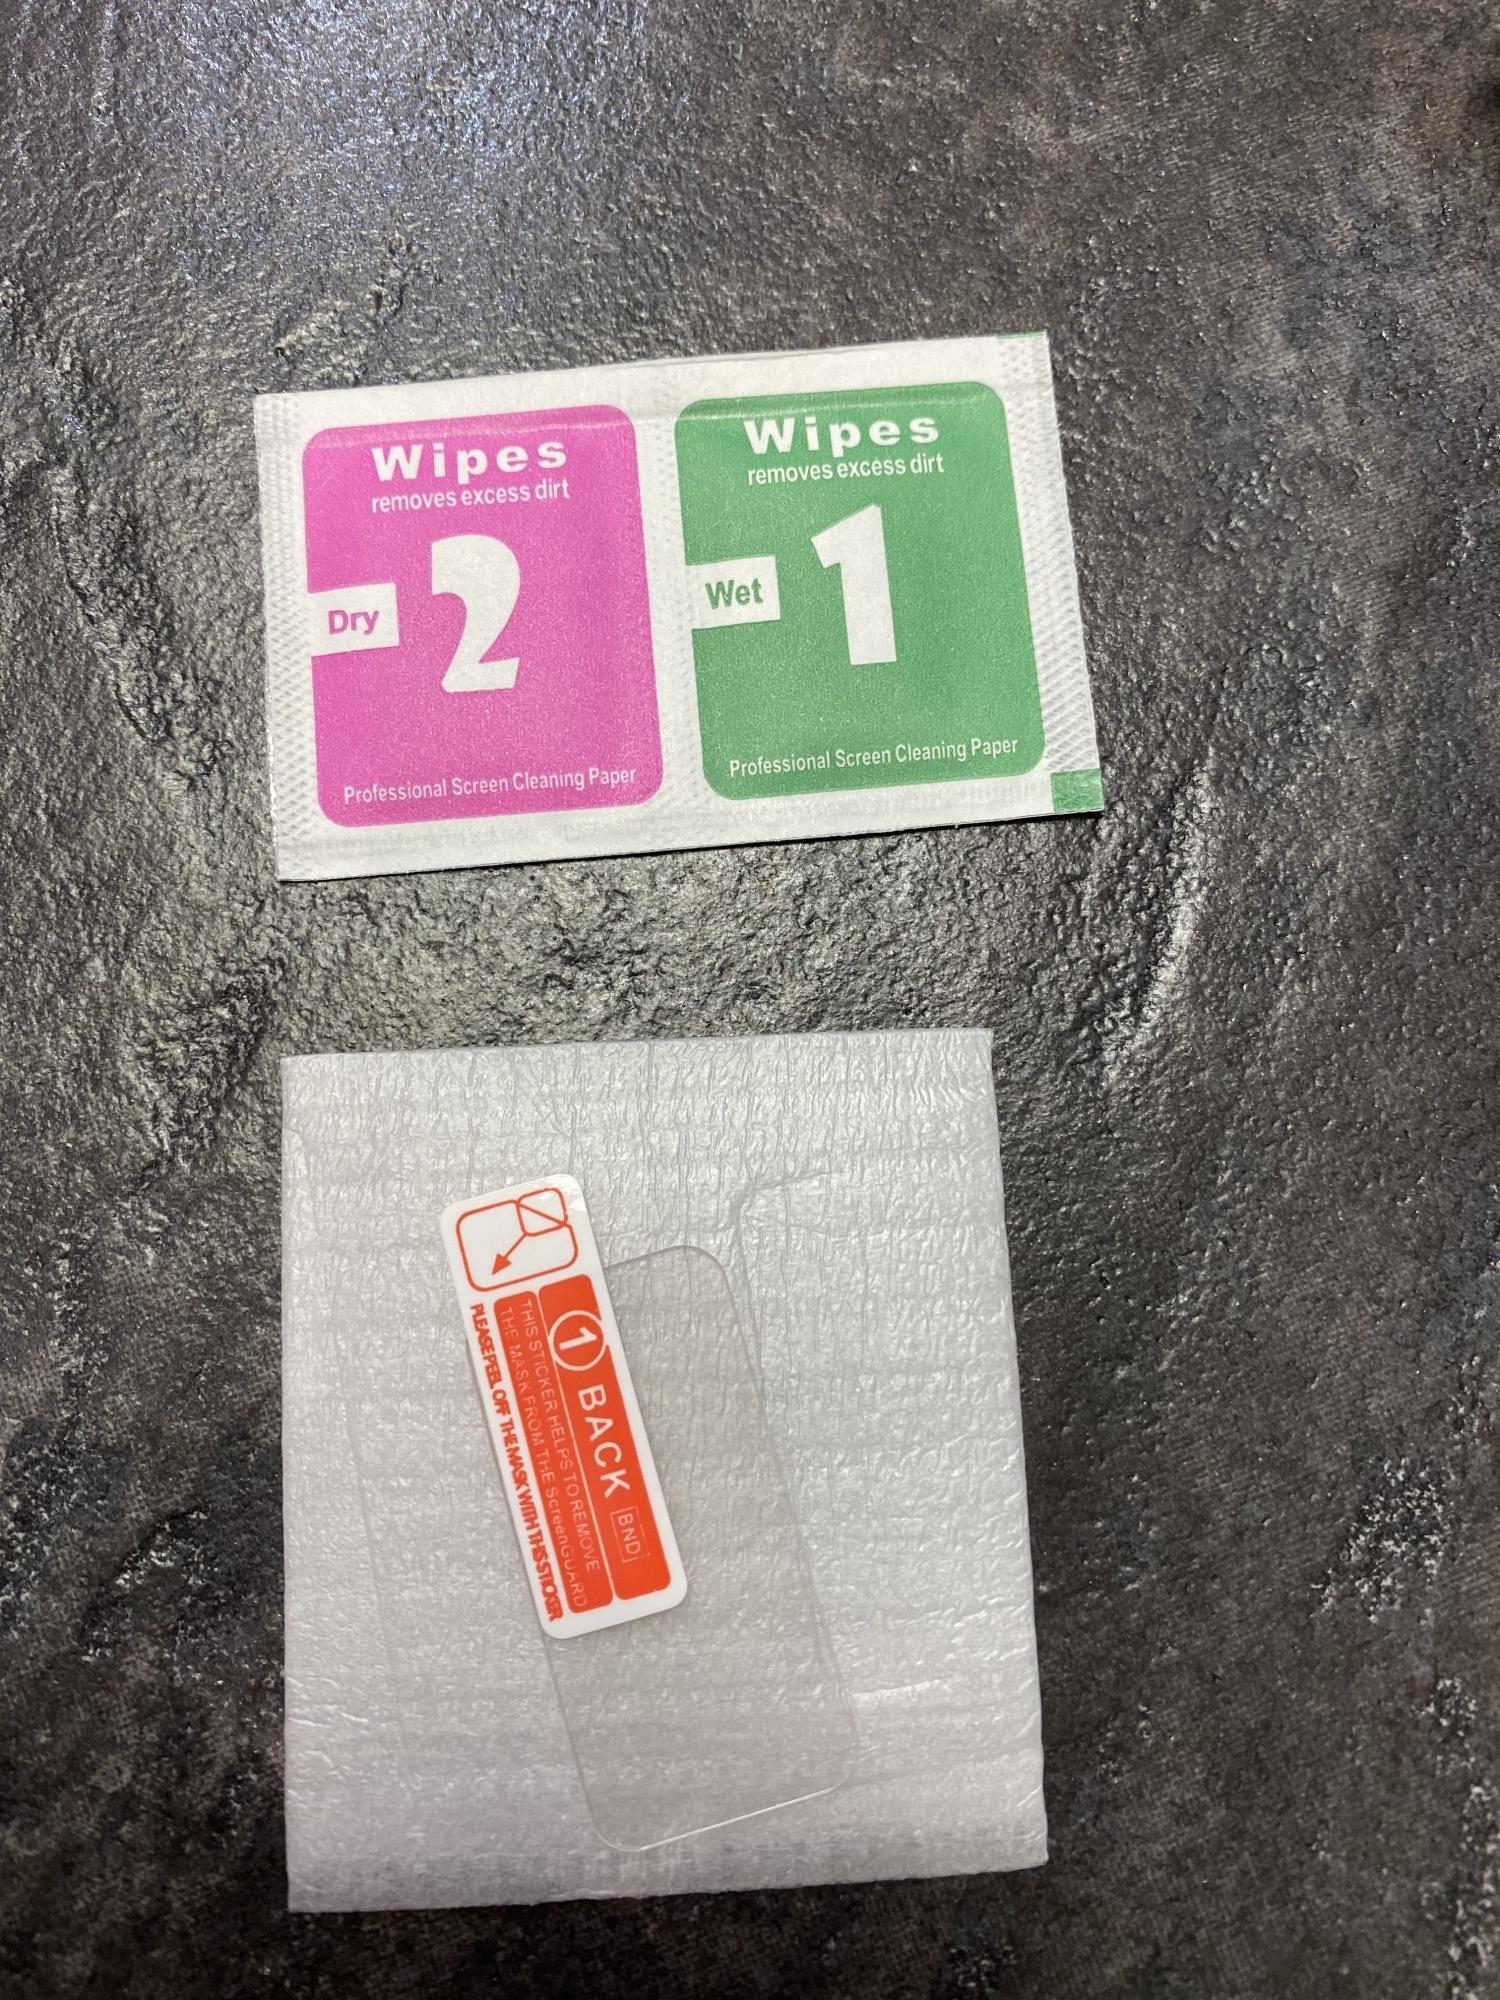 Wipes
removes excess dirt
2
Dry
Professional Screen Cleaning Paper
Wipes
removes excess dirt
1
Wet
Professional Screen Cleaning Paper
1 BACK BND
THIS STICKER HELPS TO REMOVE
THE MASK FROM THE ScreenGUARD
PLEASE PEEL OFF THE MASK WITH THIS STICKER